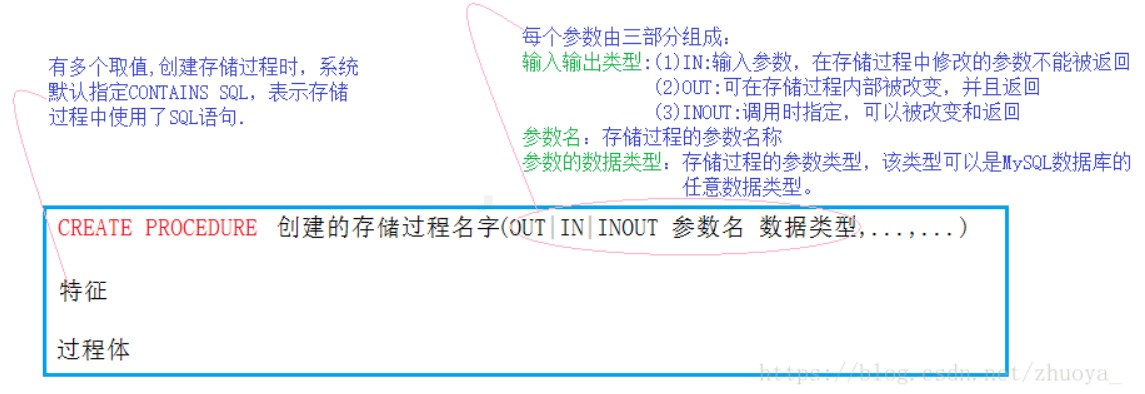 每个参数由三部分组成：
输入输出类型:(1)IN:输入参数，在存储过程中修改的参数不能被返回
(2)OUT:可在存储过程内部被改变，并且返回
(3)INOUT:调用时指定，可以被改变和返回
参数名：存储过程的参数名称
参数的数据类型：存储过程的参数类型，该类型可以是MySQL数据库的
任意数据类型。
有多个取值,创建存储过程时，系统
默认指定CONTAINS SQL，表示存储
过程中使用了SQL语句.
CREATE PROCEDURE 创建的存储过程名字(OUT|IN|INOUT 参数名 数据类型,...,...)
特征
过程体
https://blog.csdn.net/zhuoya_